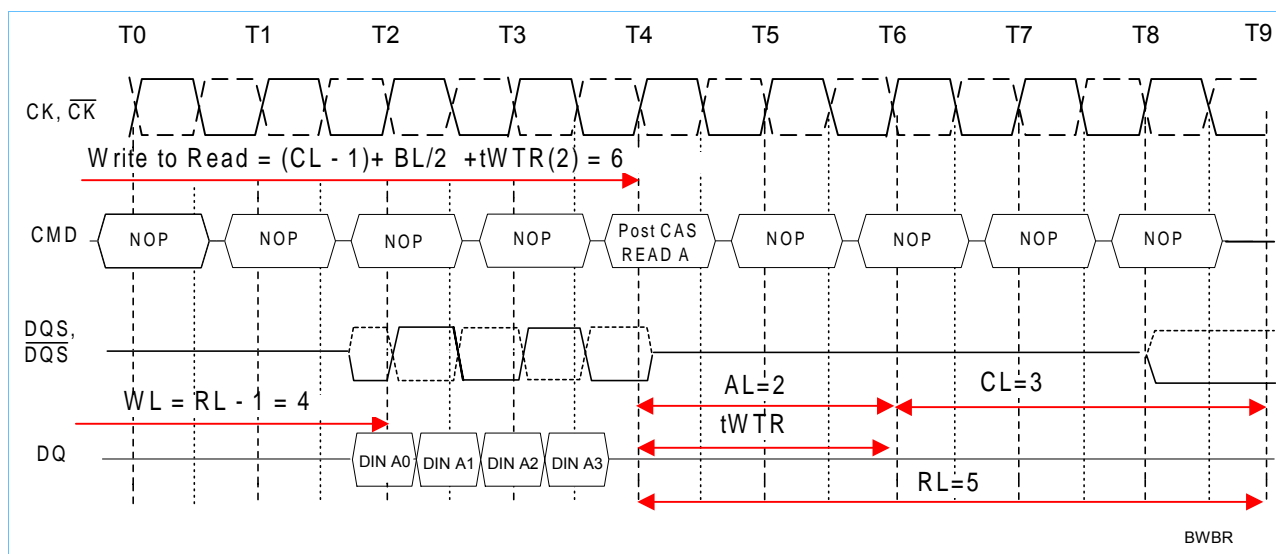 T0 T1 T2 T3 T4 T5 T6 T7 T8 T9
CK, CK
Write to Read = (CL - 1)+ BL/2 +tWTR(2) = 6
CMD NOP NOP NOP NOP Post CAS READ A NOP NOP NOP NOP
DQS,
DQS
AL=2 CL=3
WL = RL - 1 = 4
tWTR
DQ DIN A0 DIN A1 DIN A2 DIN A3
RL=5
BWBR